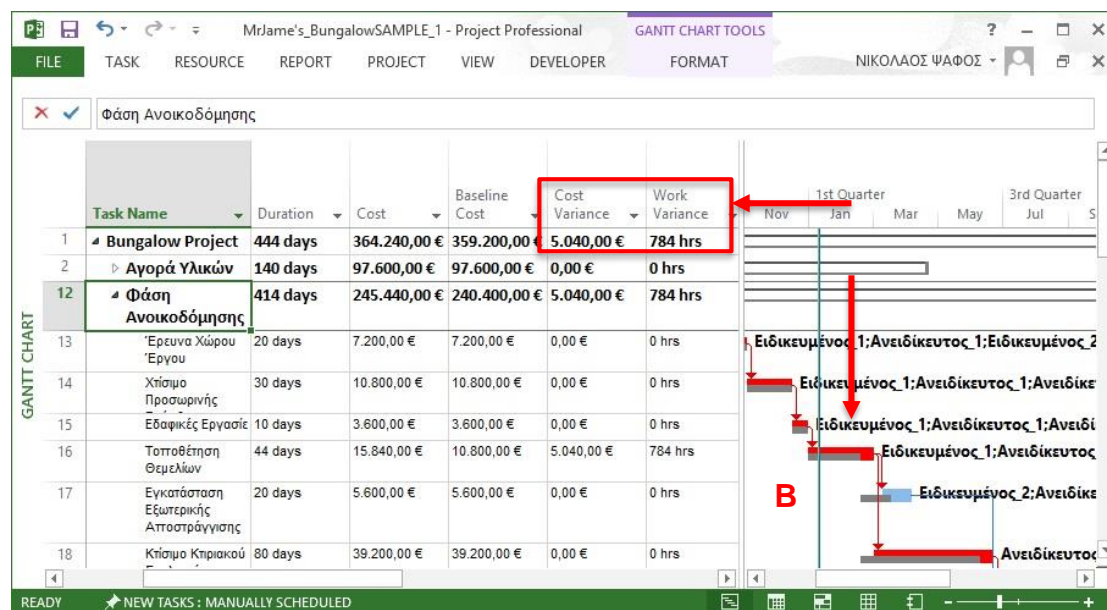 MrJame's_BungalowSAMPLE_1 - Project Professional
GANTT CHART TOOLS
?
FILE TASK RESOURCE REPORT PROJECT VIEW DEVELOPER FORMAT ΝΙΚΟΛΑΟΣ ΨΑΦΟΣ
Φάση Ανοικοδόμησης
Task Name Duration Cost Baseline Cost Cost Variance Work Variance
1st Quarter 3rd Quarter
Nov Jan Mar May Jul S
1 Bungalow Project 444 days 364.240,00 € 359.200,00 € 5.040,00 € 784 hrs
2 Αγορά Υλικών 140 days 97.600,00 € 97.600,00 € 0,00 € 0 hrs
12 Φάση Ανοικοδόμησης 414 days 245.440,00 € 240.400,00 € 5.040,00 € 784 hrs
13 Έρευνα Χώρου Έργου 20 days 7.200,00 € 7.200,00 € 0,00 € 0 hrs Ειδικευμένος_1;Ανειδίκευτος_1;Ειδικευμένος_2
14 Χτίσιμο Προσωρινής 30 days 10.800,00 € 10.800,00 € 0,00 € 0 hrs Ειδικευμένος_1;Ανειδίκευτος_1;Ανειδίκε
15 Εδαφικές Εργασίε 10 days 3.600,00 € 3.600,00 € 0,00 € 0 hrs Ειδικευμένος_1;Ανειδίκευτος_1;Ανειδί
16 Τοποθέτηση Θεμελίων 44 days 15.840,00 € 10.800,00 € 5.040,00 € 784 hrs Ειδικευμένος_1;Ανειδίκευτος
17 Εγκατάσταση Εξωτερικής Αποστράγγισης 20 days 5.600,00 € 5.600,00 € 0,00 € 0 hrs Ειδικευμένος_2;Ανειδίκε
B
18 Κτίσιμο Κτιριακού 80 days 39.200,00 € 39.200,00 € 0,00 € 0 hrs Ανειδίκευτος
GANTT CHART
READY NEW TASKS : MANUALLY SCHEDULED